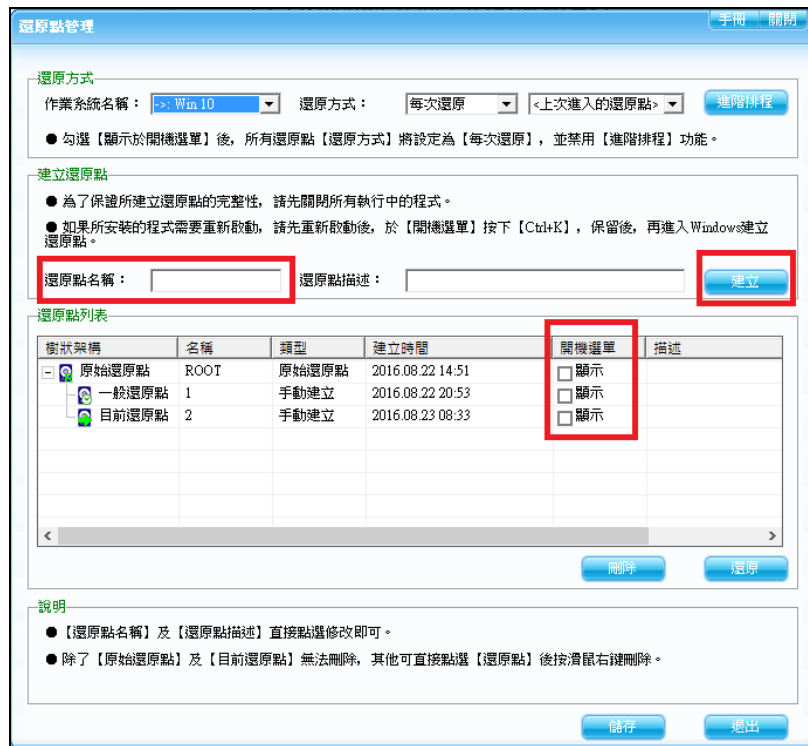 還原點管理 手冊 關閉
還原方式
作業系統名稱： ->: Win 10 還原方式： 每次還原 <上次進入的還原點> 進階排程
● 勾選【顯示於開機選單】後，所有還原點【還原方式】將設定為【每次還原】，並禁用【進階排程】功能。
建立還原點
● 為了保證所建立還原點的完整性，請先關閉所有執行中的程式。
● 如果所安裝的程式需要重新啟動，請先重新啟動後，於【開機選單】按下【Ctrl+K】，保留後，再進入Windows建立
還原點。
還原點名稱： 還原點描述： 建立
還原點列表
樹狀架構 名稱 類型 建立時間 開機選單 描述
原始還原點 ROOT 原始還原點 2016.08.22 14:51 顯示
一般還原點 1 手動建立 2016.08.22 20:53 顯示
目前還原點 2 手動建立 2016.08.23 08:33 顯示
刪除 還原
說明
● 【還原點名稱】及【還原點描述】直接點選修改即可。
● 除了【原始還原點】及【目前還原點】無法刪除，其他可直接點選【還原點】後按滑鼠右鍵刪除。
儲存 退出